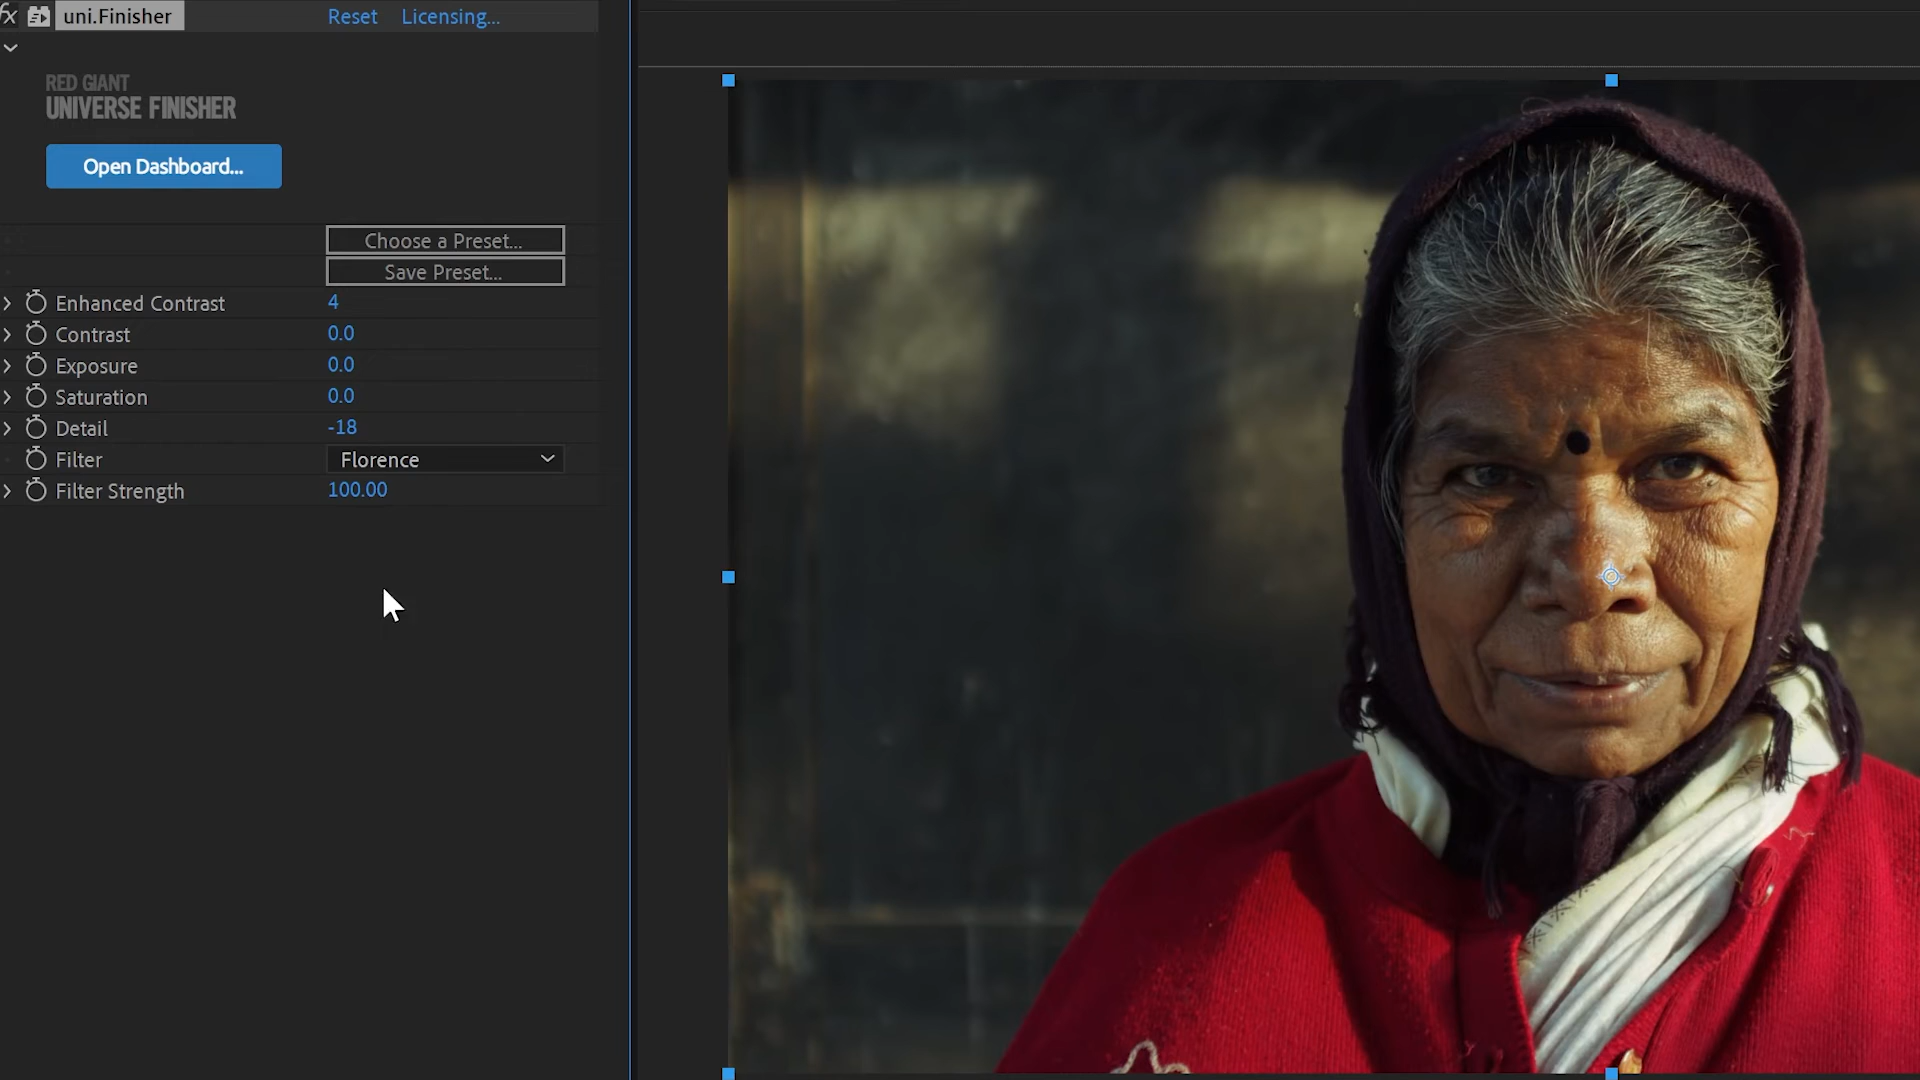 fx uni.Finisher Reset Licensing...
RED GIANT
UNIVERSE FINISHER
Open Dashboard...
Choose a Preset...
Save Preset...
Enhanced Contrast 4
Contrast 0.0
Exposure 0.0
Saturation 0.0
Detail -18
Filter Florence
Filter Strength 100.00